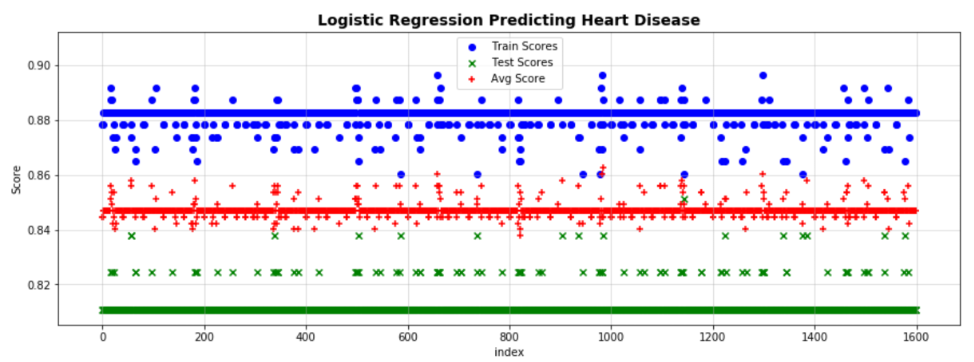 Logistic Regression Predicting Heart Disease
Train Scores
Test Scores
Avg Score
0.90
0.88
0.86
0.84
0.82
Score
0 200 400 600 800 1000 1200 1400 1600
index